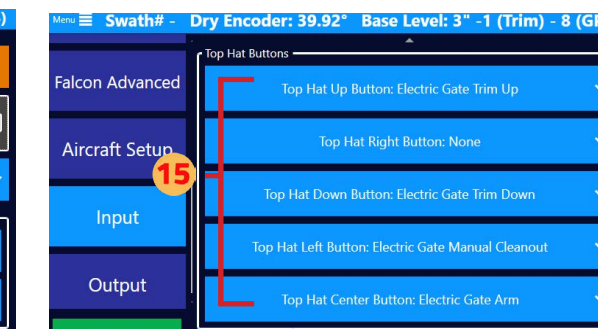 Menu ☰ Swath# - Dry Encoder: 39.92° Base Level: 3" -1 (Trim) - 8 (
Top Hat Buttons
Falcon Advanced
Top Hat Up Button: Electric Gate Trim Up
Aircraft Setup
Top Hat Right Button: None
15
Top Hat Down Button: Electric Gate Trim Down
Input
Top Hat Left Button: Electric Gate Manual Cleanout
Output
Top Hat Center Button: Electric Gate Arm